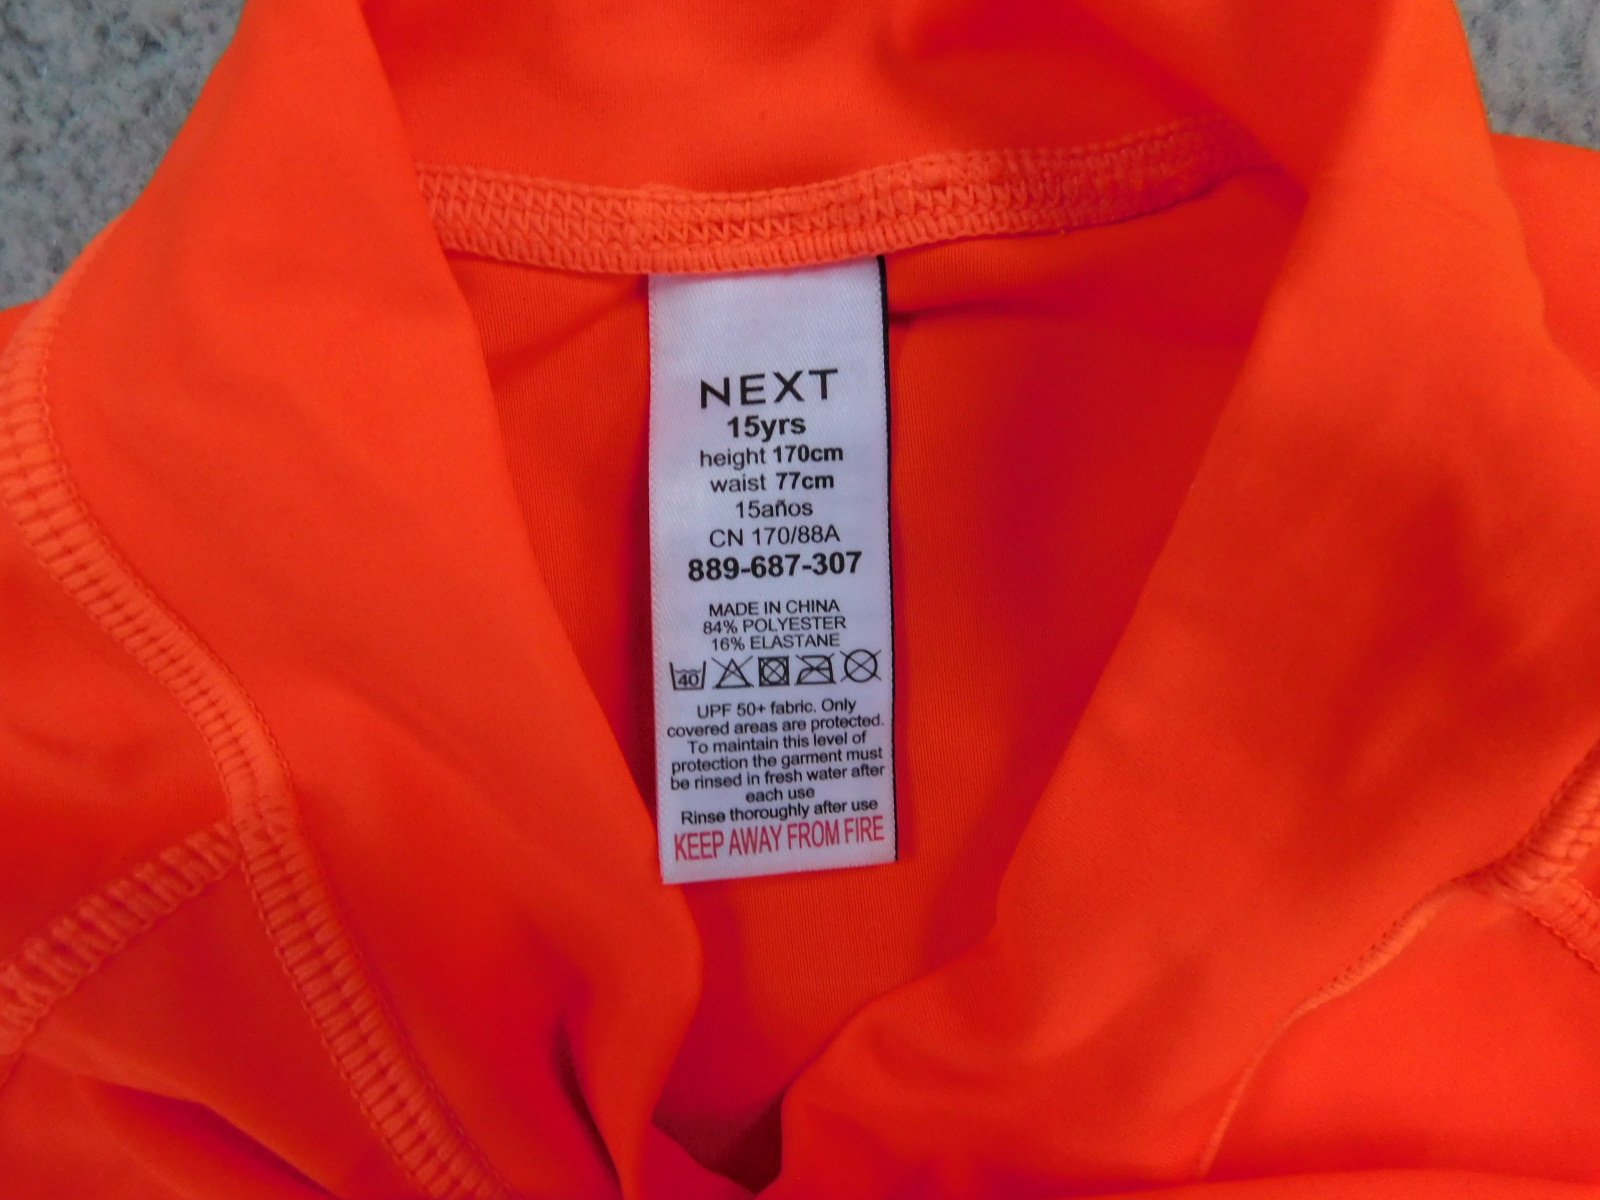 NEXT
15yrs
height 170cm
waist 77cm
15años
CN 170/88A
889-687-307
MADE IN CHINA
84% POLYESTER
16% ELASTANE
40
UPF 50+ fabric. Only
covered areas are protected.
To maintain this level of
protection the garment must
be rinsed in fresh water after
each use
Rinse thoroughly after use
KEEP AWAY FROM FIRE